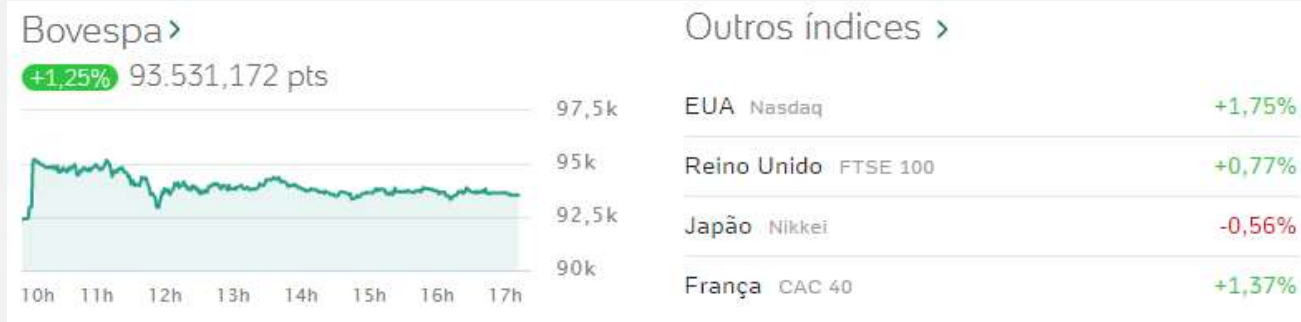 Bovespa >
+1,25% 93.531,172 pts
97,5k
95k
92,5k
90k
10h 11h 12h 13h 14h 15h 16h 17h
Outros índices >
EUA Nasdaq +1,75%
Reino Unido FTSE 100 +0,77%
Japão Nikkei -0,56%
França CAC 40 +1,37%